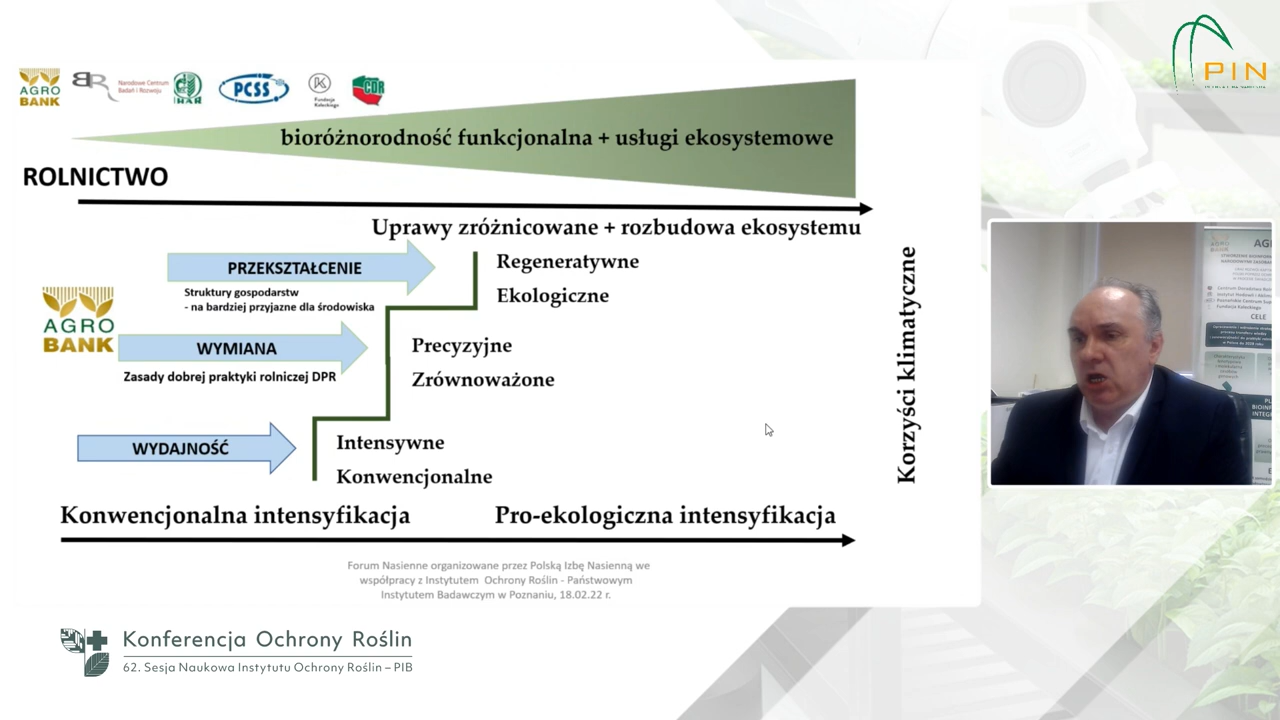 AGRO
BANK
BR
Narodowe Centrum
Badań i Rozwoju
IHAR
PCSS
K
Fundacja
Kaleckiego
CDR
PIN
bioróżnorodność funkcjonalna + usługi ekosystemowe
ROLNICTWO
Uprawy zróżnicowane + rozbudowa ekosystemu
PRZEKSZTAŁCENIE
Struktury gospodarstw
- na bardziej przyjazne dla środowiska
Regeneratywne
Ekologiczne
AGRO
BANK
WYMIANA
Zasady dobrej praktyki rolniczej DPR
Precyzyjne
Zrównoważone
WYDAJNOŚĆ
Intensywne
Konwencjonalne
Korzyści klimatyczne
Konwencjonalna intensyfikacja
Pro-ekologiczna intensyfikacja
Forum Nasienne organizowane przez Polską Izbę Nasienną we
współpracy z Instytutem Ochrony Roślin - Państwowym
Instytutem Badawczym w Poznaniu, 18.02.22 r.
CELE
Konferencja Ochrony Roślin
62. Sesja Naukowa Instytutu Ochrony Roślin – PIB